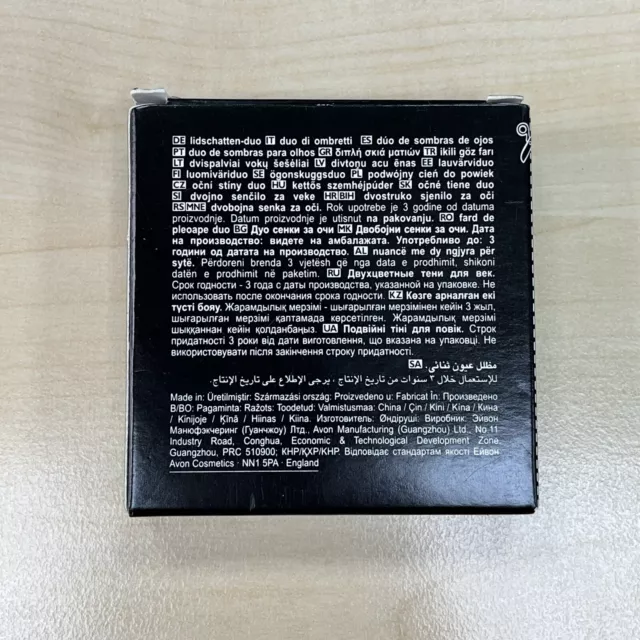 DE lidschatten-duo IT duo di ombretti ES dúo de sombras de ojos
PT duo de sombras para olhos GR διπλή σκιά ματιών TR ikili göz farı
LT dvispalviai vokų šešėliai LV divtoņu acu ēnas EE lauvärviduo
FI luomiväriduo SE ögonskuggsduo PL podwójny cień do powiek
CZ oční stíny duo HU kettős szemhéjpúder SK očné tiene duo
SI dvojno senčilo za veke HR/BIH dvostruko sjenilo za oči
RS/MNE dvobojna senka za oči. Rok upotrebe je 3 godine od datuma
proizvodnje. Datum proizvodnje je utisnut na pakovanju. RO fard de
pleoape duo BG Дуо сенки за очи MK Двобојни сенки за очи. Дата
на производство: видете на амбалажата. Употребливо до: 3
години од датата на производство. AL nuancë me dy ngjyra për
sytë. Përdoreni brenda 3 vjetësh që nga data e prodhimit, shikoni
datën e prodhimit në paketim. RU Двухцветные тени для век.
Срок годности - 3 года с даты производства, указанной на упаковке. Не
использовать после окончания срока годности. KZ Көзге арналған екі
түсті бояу. Жарамдылық мерзімі - шығарылған мерзімінен кейін 3 жыл,
шығарылған мерзімі қаптамада көрсетілген. Жарамдылық мерзімі
шыққаннан кейін қолданбаңыз. UA Подвійні тіні для повік. Строк
придатності 3 роки від дати виготовлення, що вказана на упаковці. Не
використовувати після закінчення строку придатності.
SA مظلل عيون ثنائي.
للإستعمال خلال ٣ سنوات من تاريخ الإنتاج ، يرجى الإطلاع على تاريخ الإنتاج.
Made in: Üretilmiştir: Származási ország: Proizvedeno u: Fabricat în: Произведено
в/во: Pagaminta: Ražots: Toodetud: Valmistusmaa: China / Çin / Kini / Kína / Кина
/ Kīnijoje / Ķīnā / Hiinas / Kiina. Изготовитель: Өндіруші: Виробник: Эйвон
Мануфэкчеринг (Гуанчжоу) Лтд., Avon Manufacturing (Guangzhou) Ltd., No.11
Industry Road, Conghua, Economic & Technological Development Zone
Guangzhou, PRC 510900; КНР/ҚХР/КНР Відповідає стандартам якості Ейвон
Avon Cosmetics · NN1 5PA · England